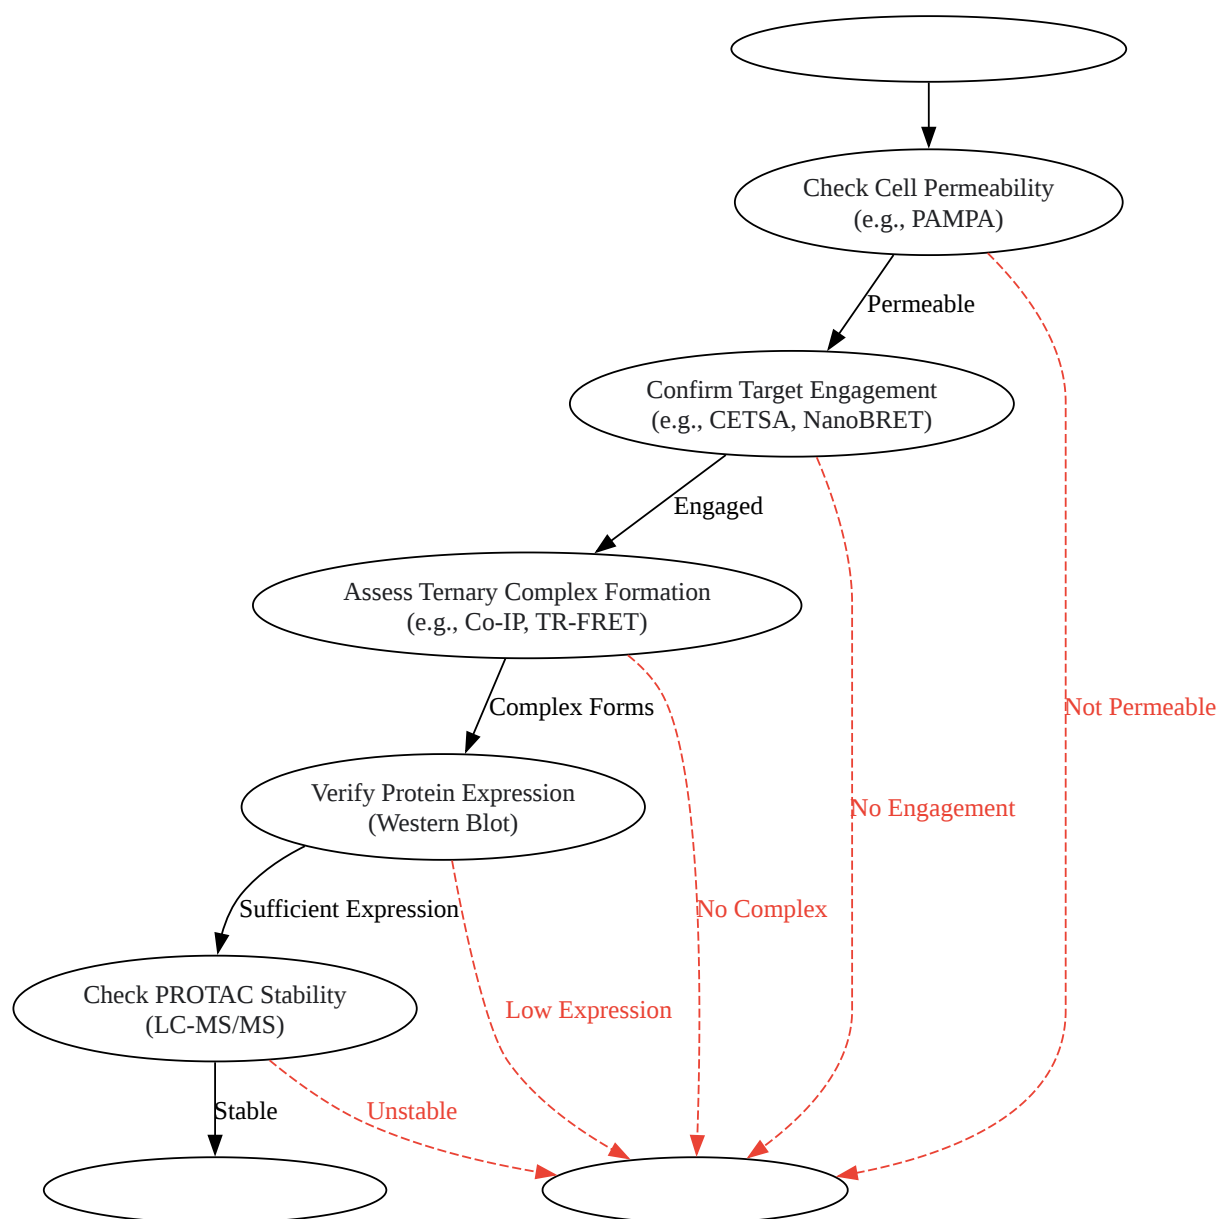 Check Cell Permeability
(e.g., PAMPA)
Permeable
Confirm Target Engagement
(e.g., CETSA, NanoBRET)
Engaged
Assess Ternary Complex Formation
(e.g., Co-IP, TR-FRET)
Complex Forms
Not Permeable
Verify Protein Expression
(Western Blot)
No Engagement
Sufficient Expression
No Complex
Check PROTAC Stability
(LC-MS/MS)
Low Expression
Stable
Unstable